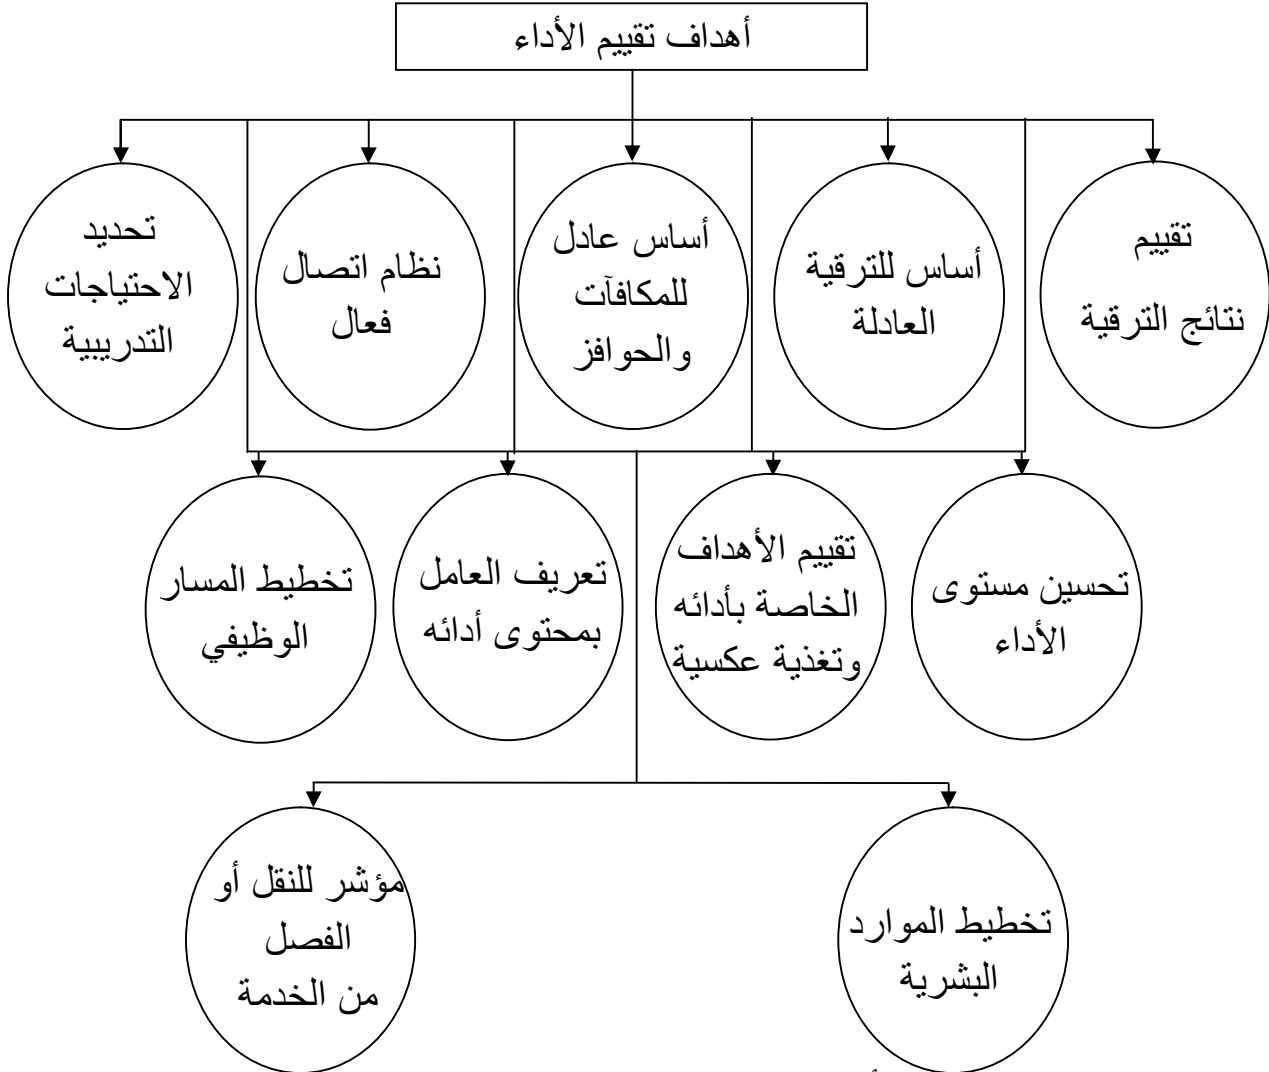 أهداف تقييم الأداء
تقييم
نتائج الترقية
أساس للترقية
العادلة
أساس عادل
للمكافآت
والحوافز
نظام اتصال
فعال
تحديد
الاحتياجات
التدريبية
تحسين مستوى
الأداء
تقييم الأهداف
الخاصة بأدائه
وتغذية عكسية
تعريف العامل
بمحتوى أدائه
تخطيط المسار
الوظيفي
تخطيط الموارد
البشرية
مؤشر للنقل أو
الفصل
من الخدمة